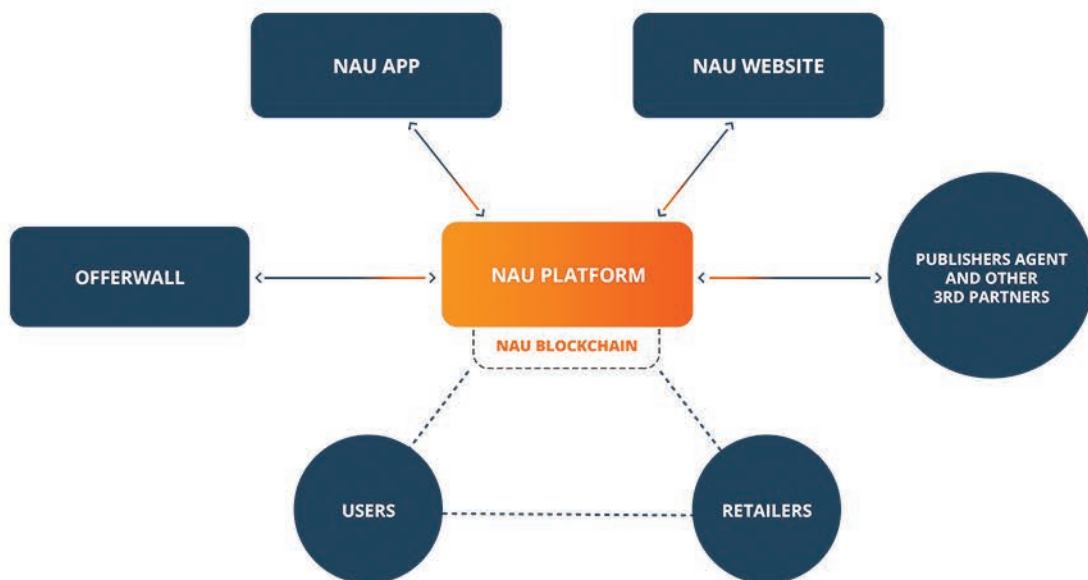 NAU APP
NAU WEBSITE
OFFERWALL
NAU PLATFORM
PUBLISHERS AGENT
AND OTHER
3RD PARTNERS
NAU BLOCKCHAIN
USERS
RETAILERS